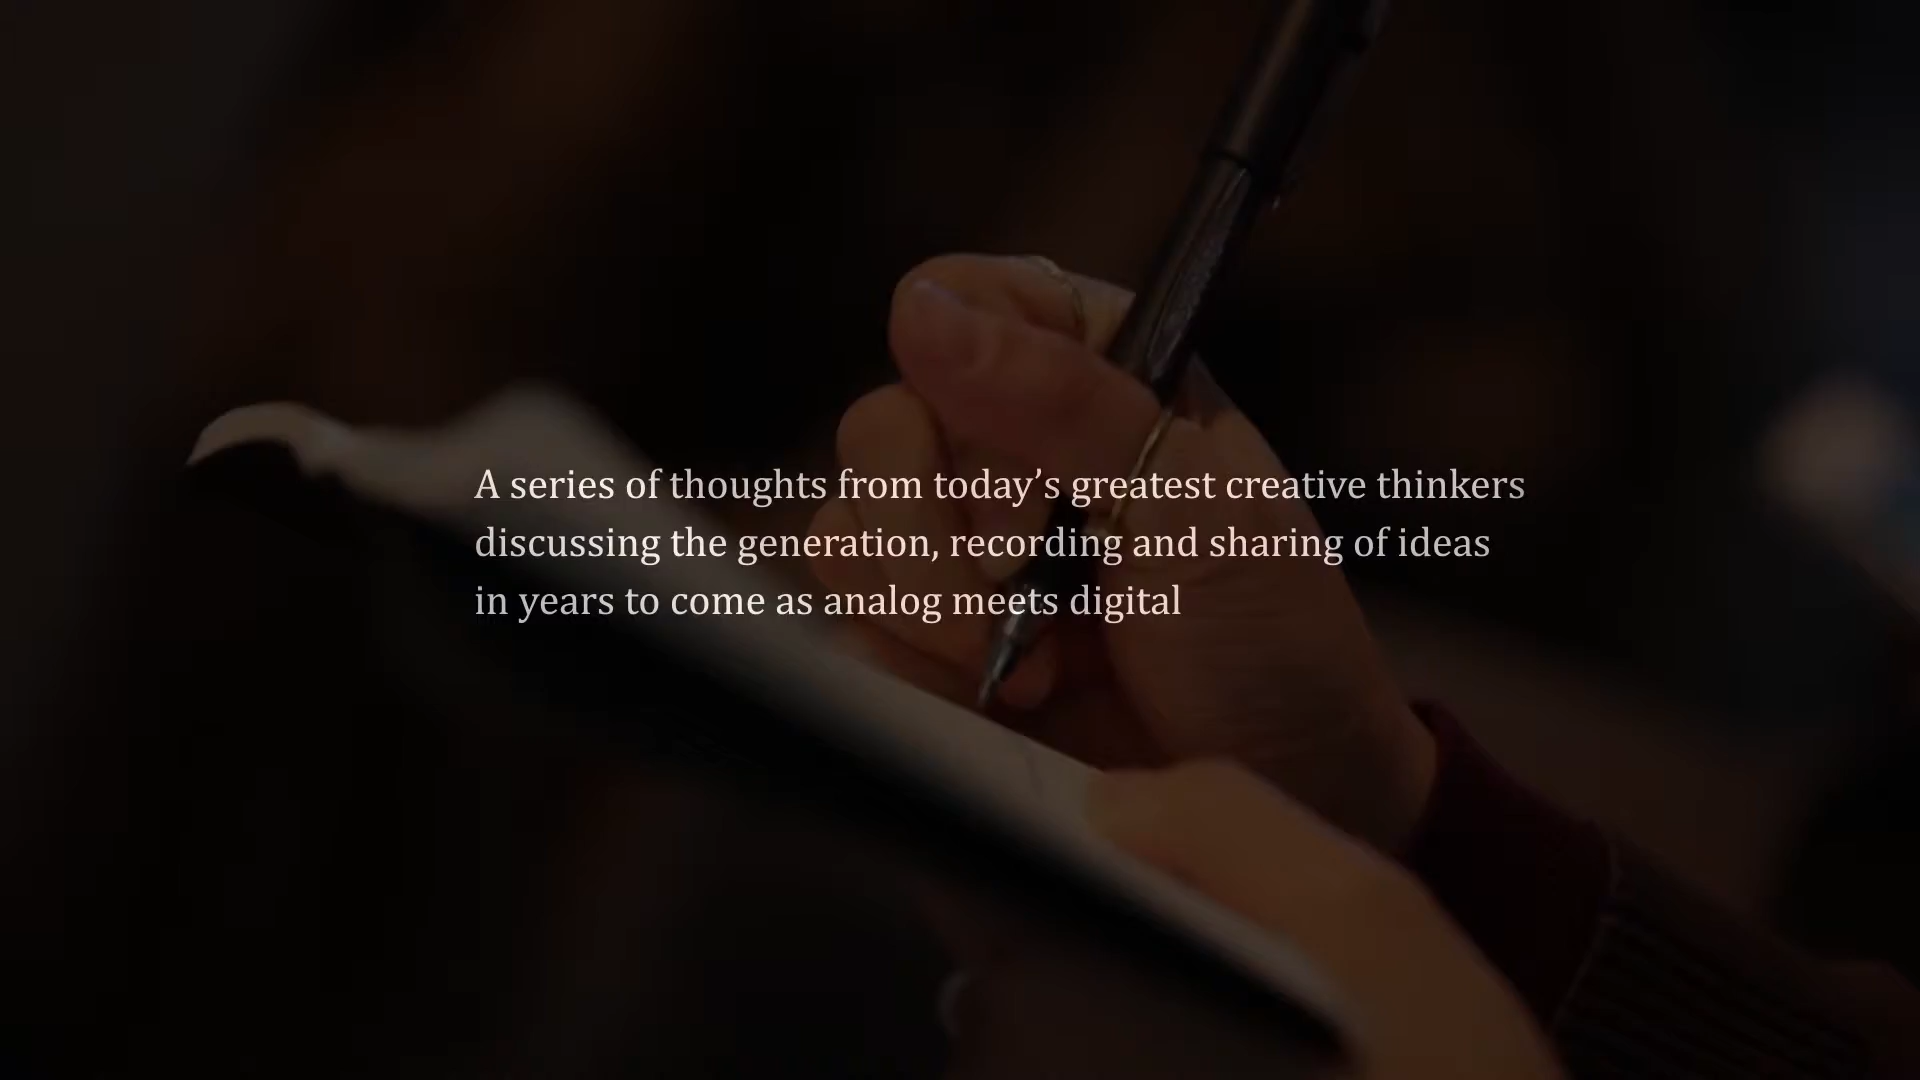 A series of thoughts from today’s greatest creative thinkers
discussing the generation, recording and sharing of ideas
in years to come as analog meets digital